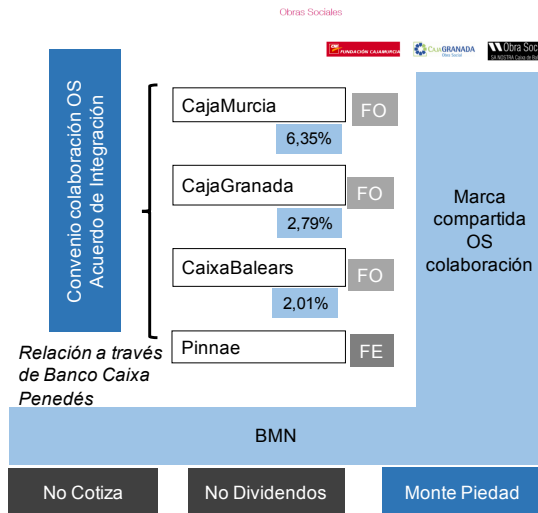 Obras Sociales
FUNDACIÓN CAJAMURCIA
CAJAGRANADA
Obra Social
Obra Soc
SA NOSTRA Caixa de Ba
Convenio colaboración OS
Acuerdo de Integración
CajaMurcia
FO
6,35%
CajaGranada
FO
2,79%
CaixaBalears
FO
2,01%
Pinnae
FE
Marca
compartida
OS
colaboración
Relación a través
de Banco Caixa
Penedés
BMN
No Cotiza
No Dividendos
Monte Piedad